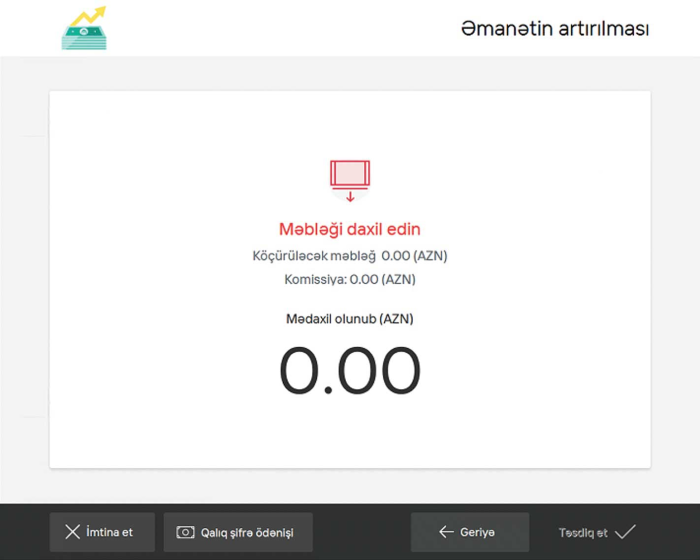 Əmanətin artırılması
Məbləği daxil edin
Köçürüləcək məbləğ 0.00 (AZN)
Komissiya: 0.00 (AZN)
Mədaxil olunub (AZN)
0.00
İmtina et
Qalıq şifrə ödənişi
Geriyə
Təsdiq et